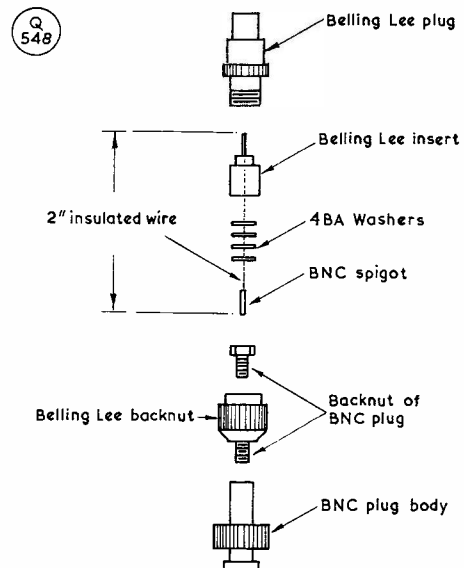 Q
548
Belling Lee plug
Belling Lee insert
2" insulated wire
4BA Washers
BNC spigot
Backnut of
BNC plug
Belling Lee backnut
BNC plug body